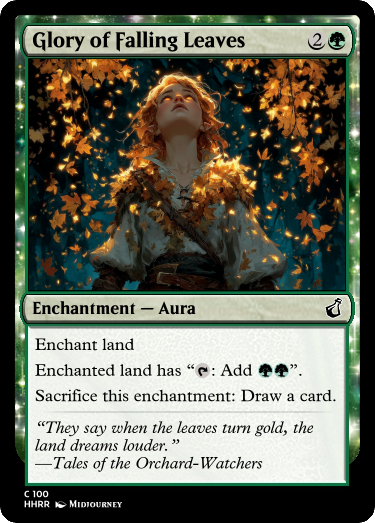 Glory of Falling Leaves 2
Enchantment — Aura
Enchant land
Enchanted land has “: Add ”.
Sacrifice this enchantment: Draw a card.
“They say when the leaves turn gold, the
land dreams louder.”
—Tales of the Orchard-Watchers
C 100
HHRR Midjourney